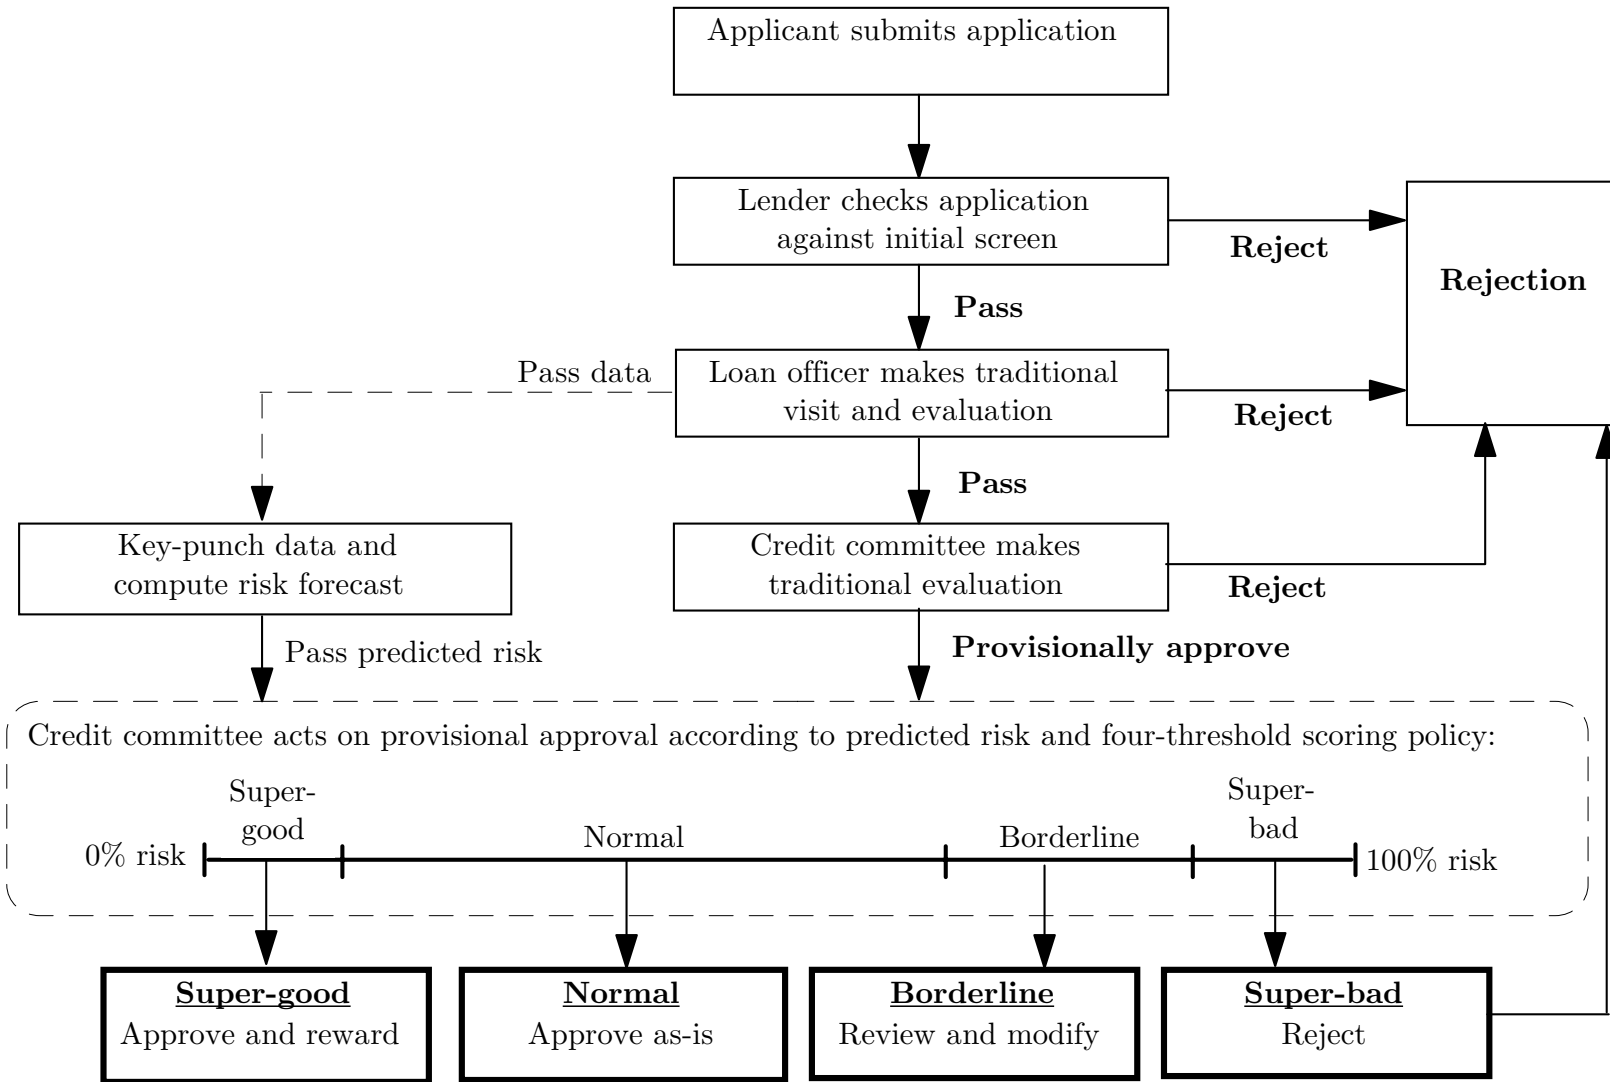 Applicant submits application
Lender checks application
against initial screen
Reject
Rejection
Pass
Pass data
Loan officer makes traditional
visit and evaluation
Reject
Pass
Key-punch data and
compute risk forecast
Credit committee makes
traditional evaluation
Reject
Pass predicted risk
Provisionally approve
Credit committee acts on provisional approval according to predicted risk and four-threshold scoring policy:
Super-
good
Normal
Borderline
Super-
bad
0% risk
100% risk
Super-good
Approve and reward
Normal
Approve as-is
Borderline
Review and modify
Super-bad
Reject